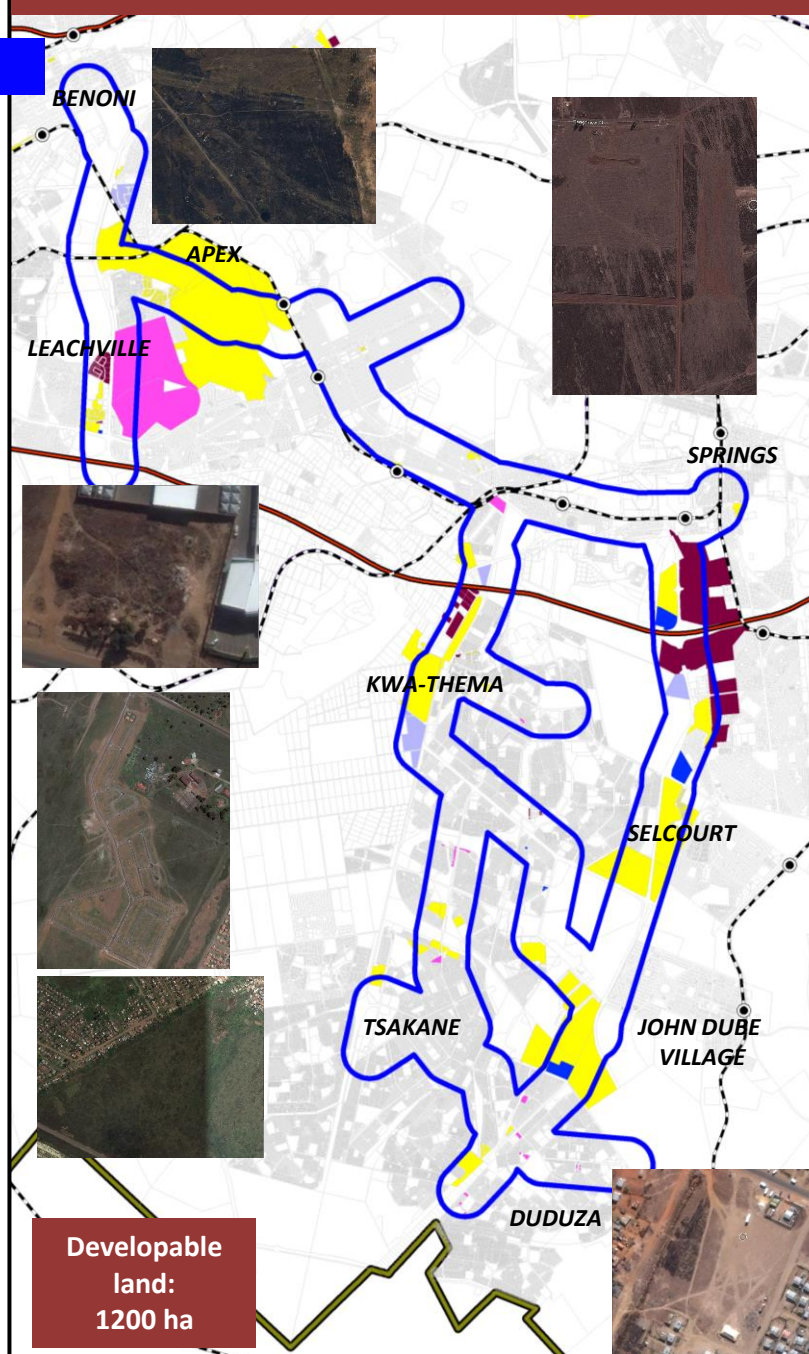 BENONI
APEX
LEACHVILLE
SPRINGS
KWA-THEMA
SELCOURT
TSAKANE
JOHN DUBE
VILLAGE
DUDUZA
Developable
land:
1200 ha